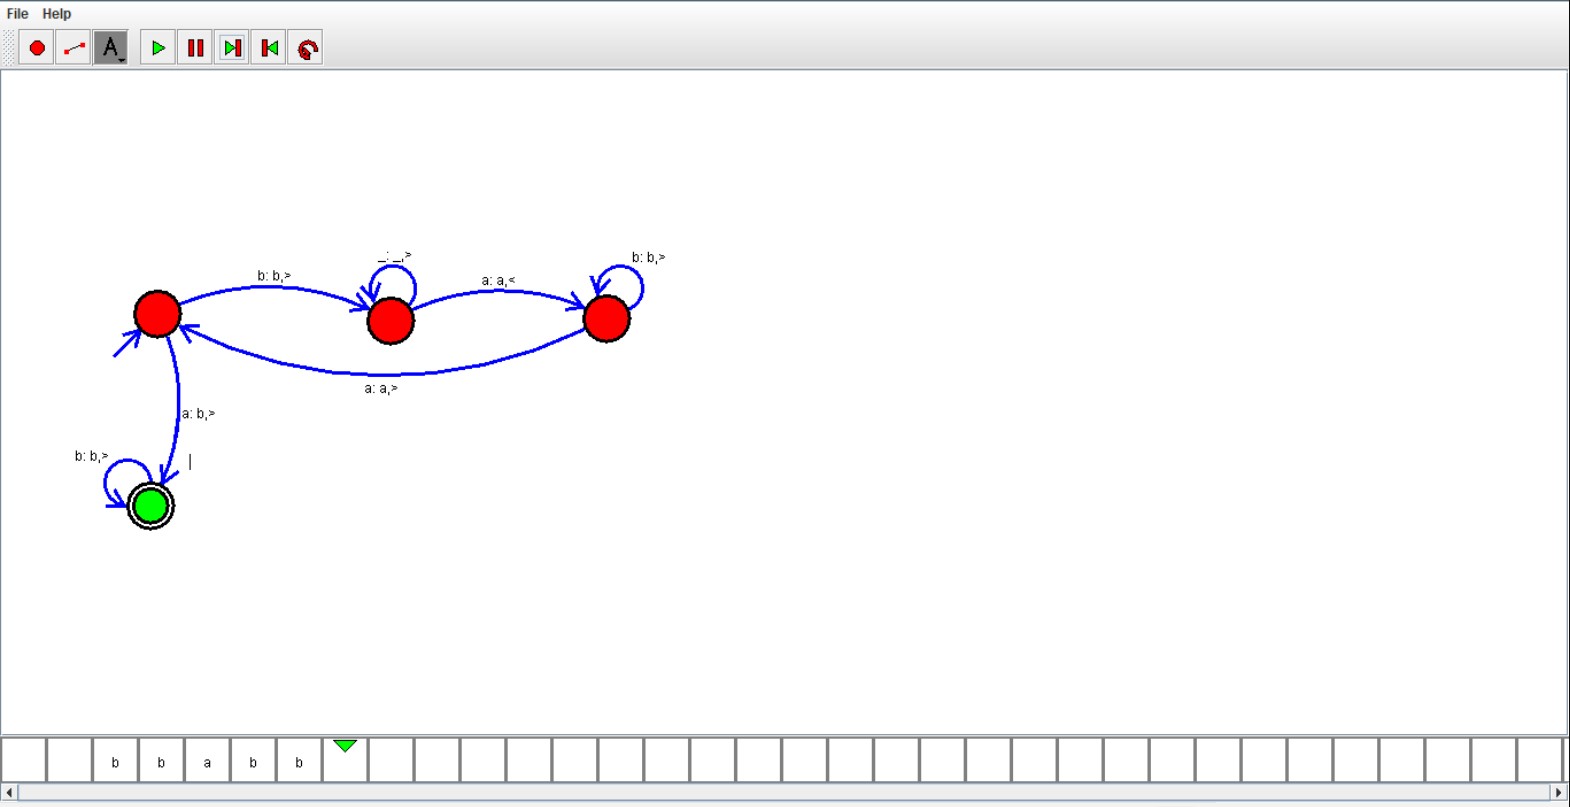 File Help
A
_: _,>
b: b,>
b: b,>
a: a,<
a: a,>
a: b,>
b: b,>
b b a b b